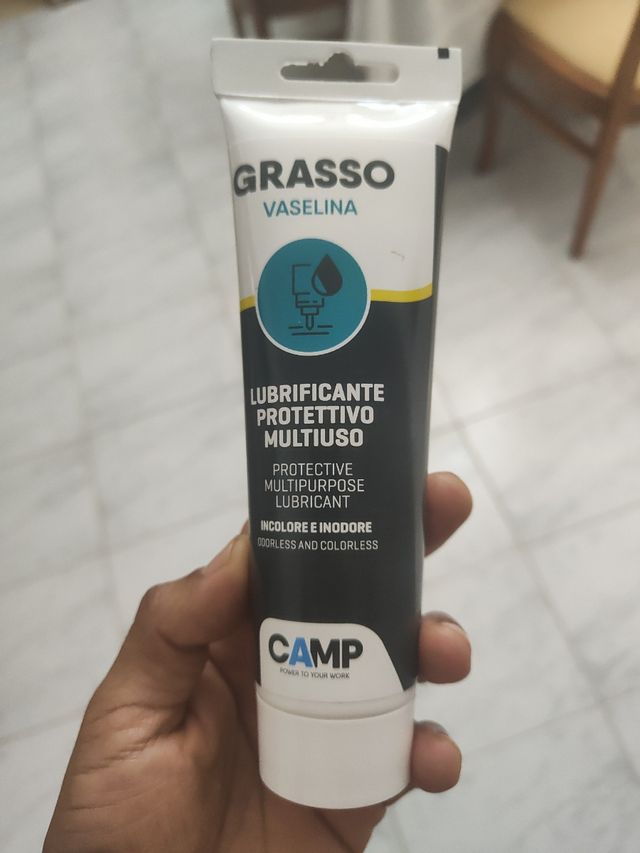 GRASSO
VASELINA
LUBRIFICANTE
PROTETTIVO
MULTIUSO
PROTECTIVE
MULTIPURPOSE
LUBRICANT
INCOLORE E INODORE
ODORLESS AND COLORLESS
CAMP
POWER TO YOUR WORK